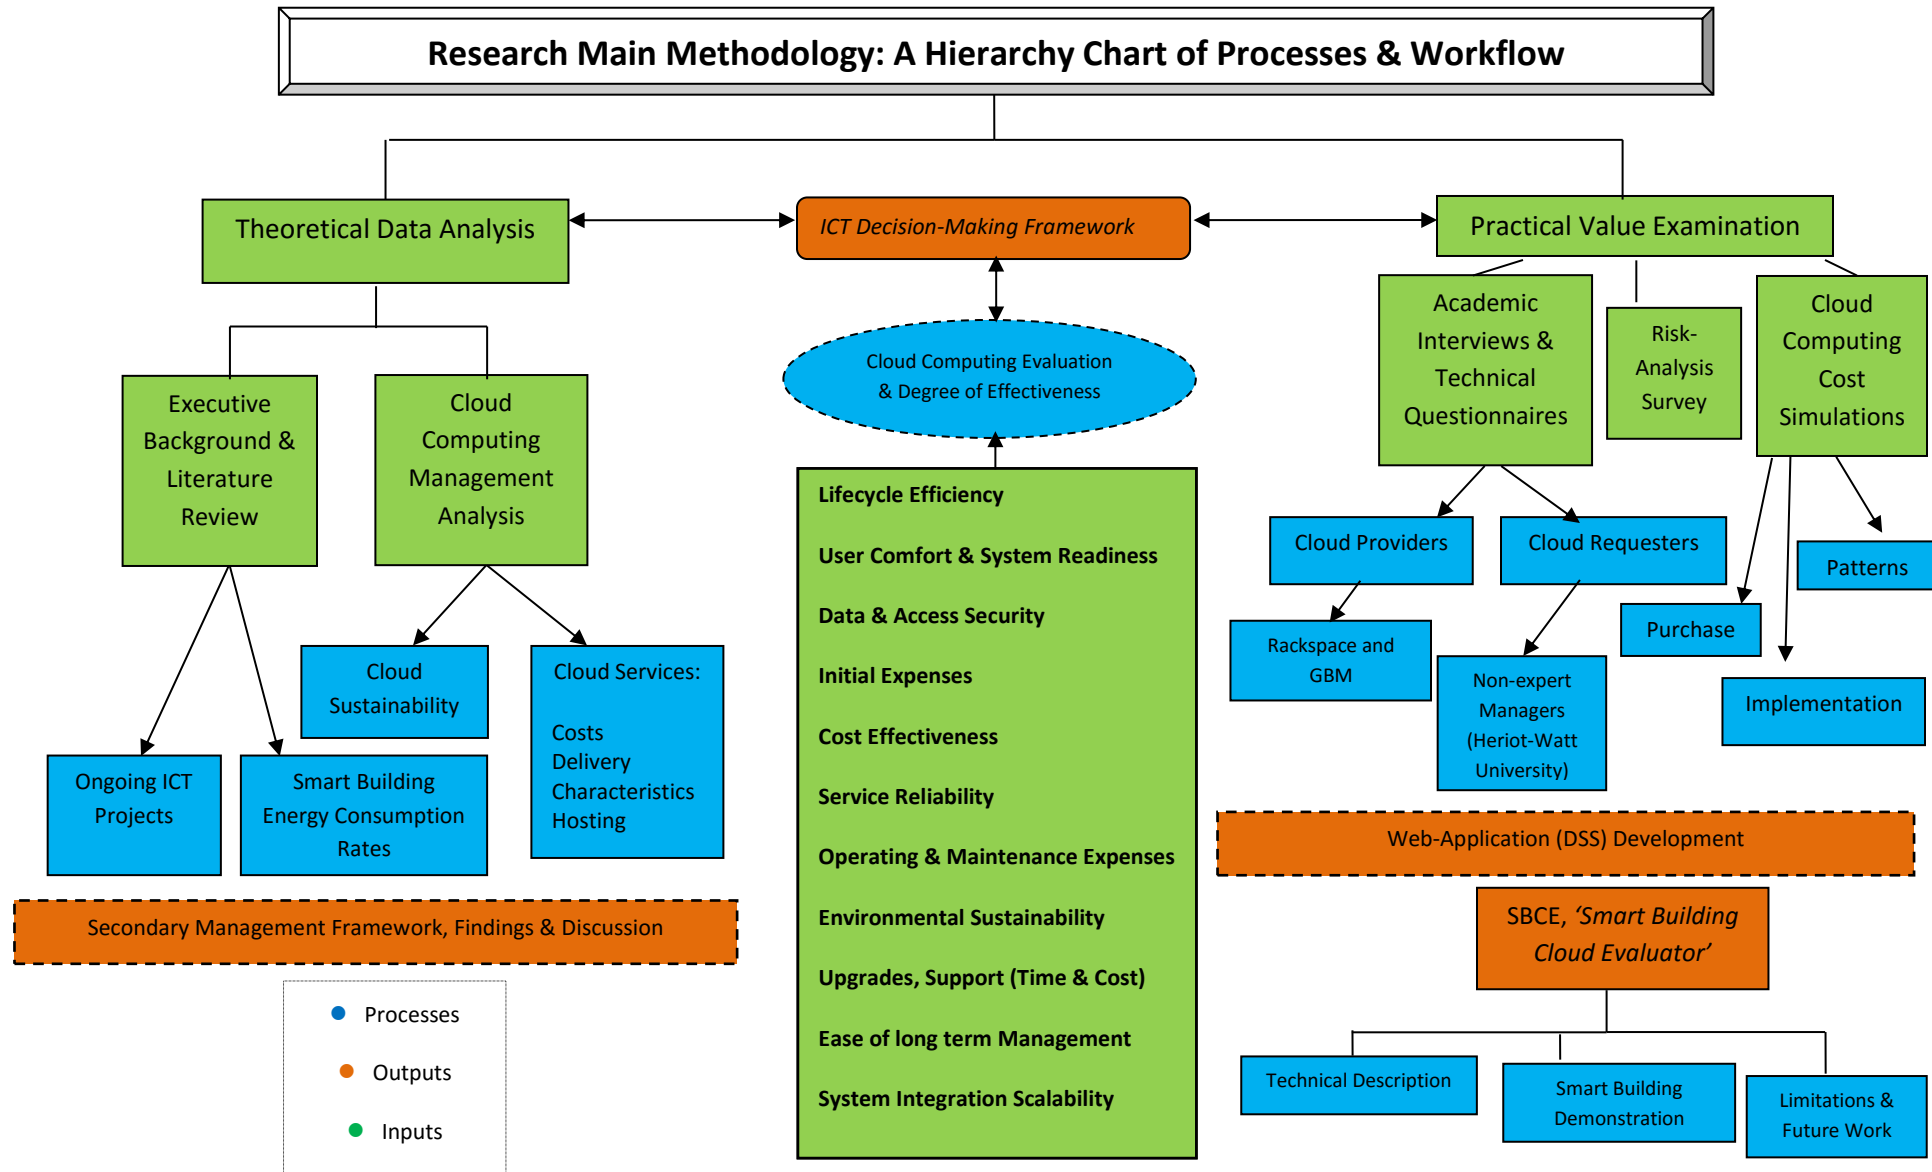 Research Main Methodology: A Hierarchy Chart of Processes & Workflow
Theoretical Data Analysis
ICT Decision-Making Framework
Practical Value Examination
Executive
Background &
Literature
Review
Cloud
Computing
Management
Analysis
Cloud Computing Evaluation
& Degree of Effectiveness
Academic
Interviews &
Technical
Questionnaires
Risk-
Analysis
Survey
Cloud
Computing
Cost
Simulations
Ongoing ICT
Projects
Smart Building
Energy Consumption
Rates
Cloud
Sustainability
Cloud Services:
Costs
Delivery
Characteristics
Hosting
Lifecycle Efficiency
User Comfort & System Readiness
Data & Access Security
Initial Expenses
Cost Effectiveness
Service Reliability
Operating & Maintenance Expenses
Environmental Sustainability
Upgrades, Support (Time & Cost)
Ease of long term Management
System Integration Scalability
Cloud Providers
Cloud Requesters
Patterns
Purchase
Implementation
Rackspace and
GBM
Non-expert
Managers
(Heriot-Watt
University)
Secondary Management Framework, Findings & Discussion
Web-Application (DSS) Development
SBCE, ‘Smart Building
Cloud Evaluator’
Technical Description
Smart Building
Demonstration
Limitations &
Future Work
Processes
Outputs
Inputs